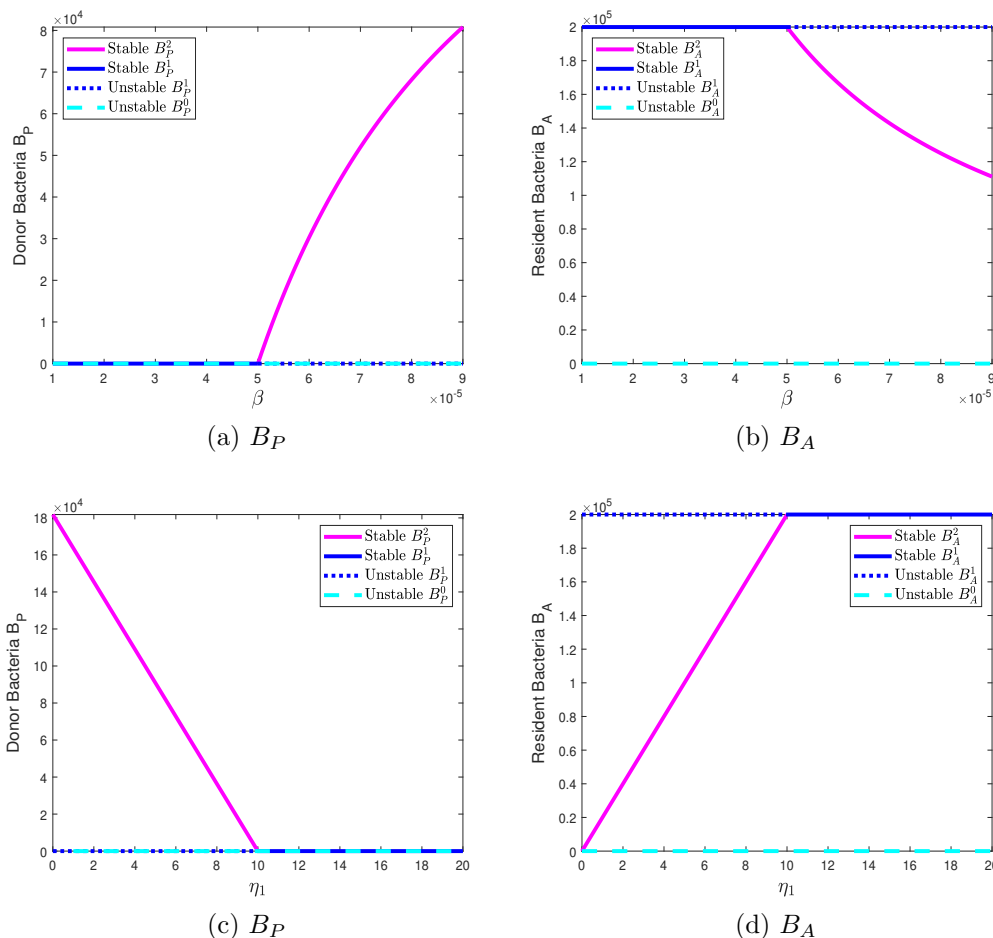 ×10⁴
8
7
6
5
4
3
2
1
0
Donor Bacteria B_P
Stable B_P^2
Stable B_P^1
Unstable B_P^1
Unstable B_P^0
1 2 3 4 5 6 7 8 9
β ×10⁻⁵
(a) B_P
×10⁵
2
1.8
1.6
1.4
1.2
1
0.8
0.6
0.4
0.2
0
Resident Bacteria B_A
Stable B_A^2
Stable B_A^1
Unstable B_A^1
Unstable B_A^0
1 2 3 4 5 6 7 8 9
β ×10⁻⁵
(b) B_A
×10⁴
18
16
14
12
10
8
6
4
2
0
Donor Bacteria B_P
Stable B_P^2
Stable B_P^1
Unstable B_P^1
Unstable B_P^0
0 2 4 6 8 10 12 14 16 18 20
η₁
(c) B_P
×10⁵
2
1.8
1.6
1.4
1.2
1
0.8
0.6
0.4
0.2
0
Resident Bacteria B_A
Stable B_A^2
Stable B_A^1
Unstable B_A^1
Unstable B_A^0
0 2 4 6 8 10 12 14 16 18 20
η₁
(d) B_A